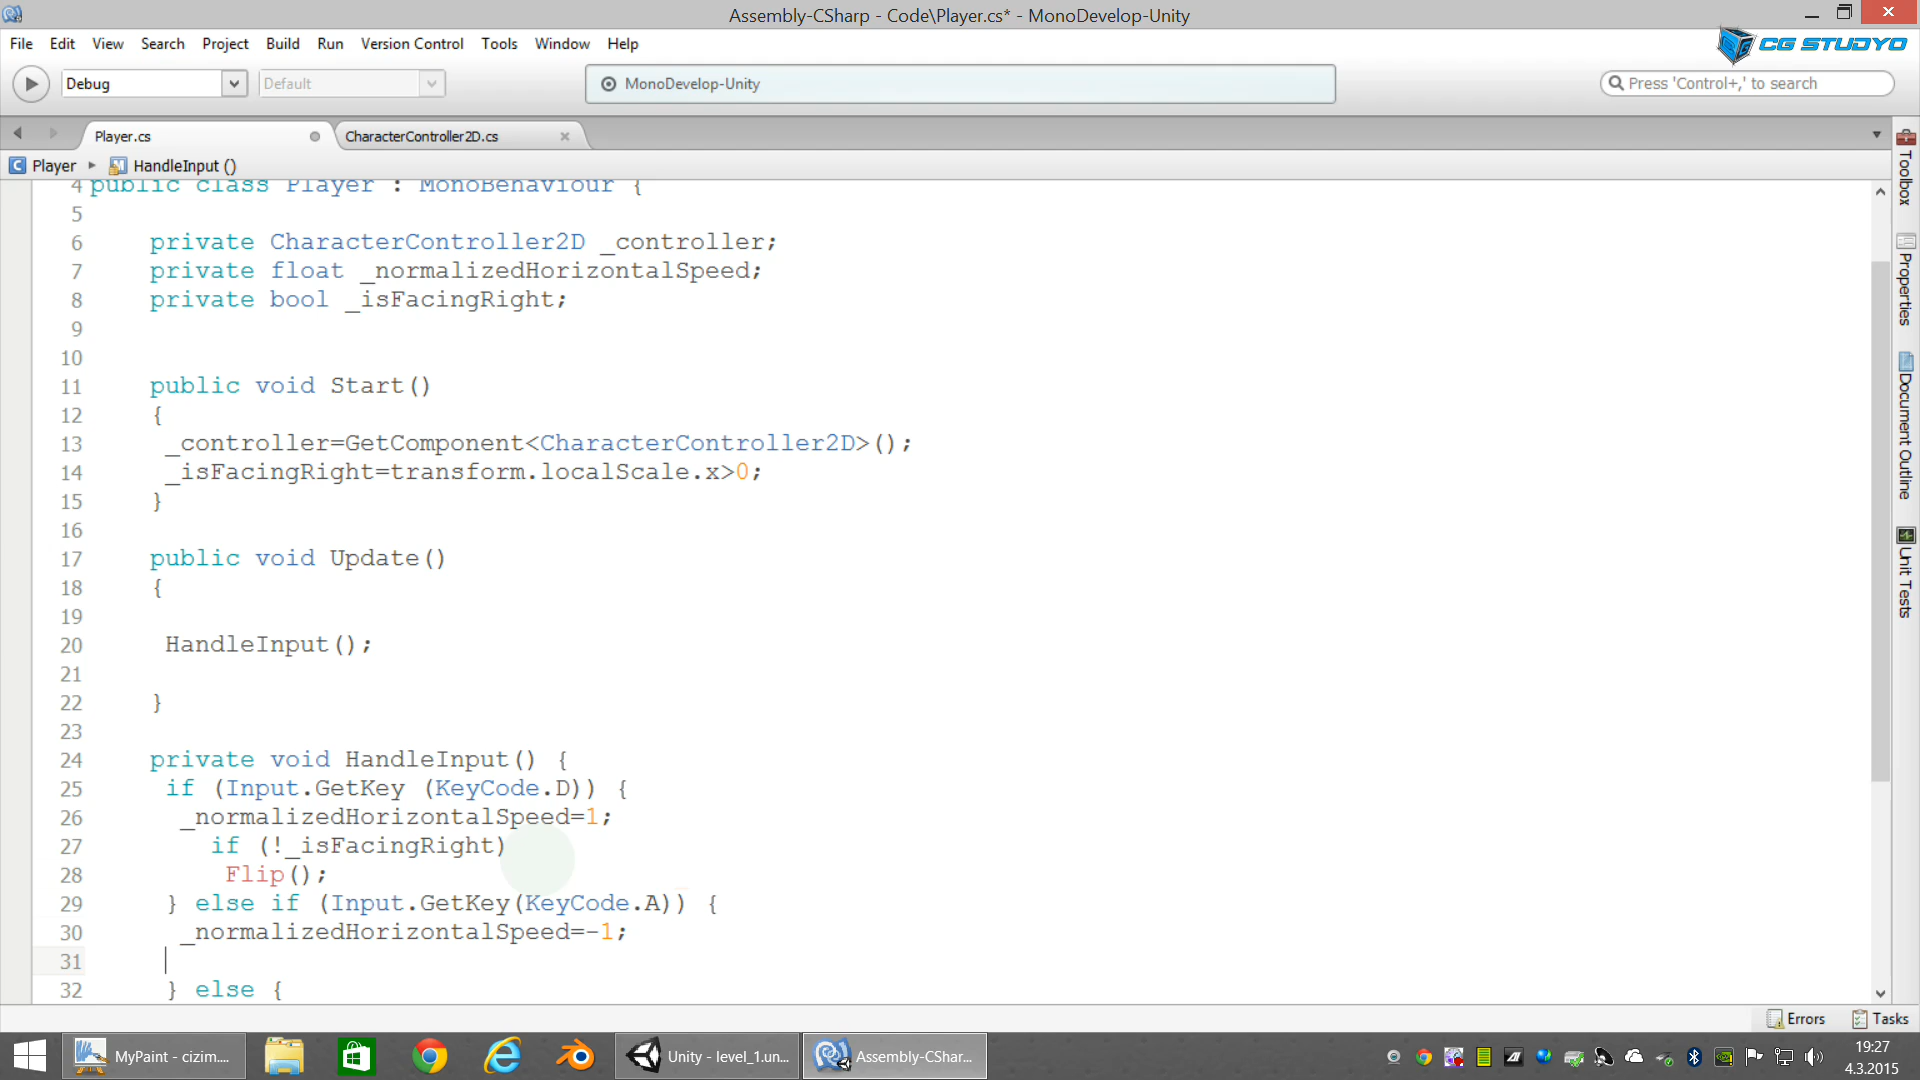 Assembly-CSharp - Code\Player.cs* - MonoDevelop-Unity
File Edit View Search Project Build Run Version Control Tools Window Help
CG STUDYO
Debug
Default
MonoDevelop-Unity
Press 'Control+,' to search
Player.cs
CharacterController2D.cs
Player
HandleInput ()
4 public class Player : MonoBehaviour {
5
6 private CharacterController2D _controller;
7 private float _normalizedHorizontalSpeed;
8 private bool _isFacingRight;
9
10
11 public void Start()
12 {
13 _controller=GetComponent<CharacterController2D>();
14 _isFacingRight=transform.localScale.x>0;
15 }
16
17 public void Update()
18 {
19
20 HandleInput();
21
22 }
23
24 private void HandleInput() {
25 if (Input.GetKey (KeyCode.D)) {
26 _normalizedHorizontalSpeed=1;
27 if (!_isFacingRight)
28 Flip();
29 } else if (Input.GetKey(KeyCode.A)) {
30 _normalizedHorizontalSpeed=-1;
31
32 } else {
Toolbox
Properties
Document Outline
Unit Tests
Errors
Tasks
MyPaint - cizim....
Unity - level_1.un...
Assembly-CShar...
19:27
4.3.2015